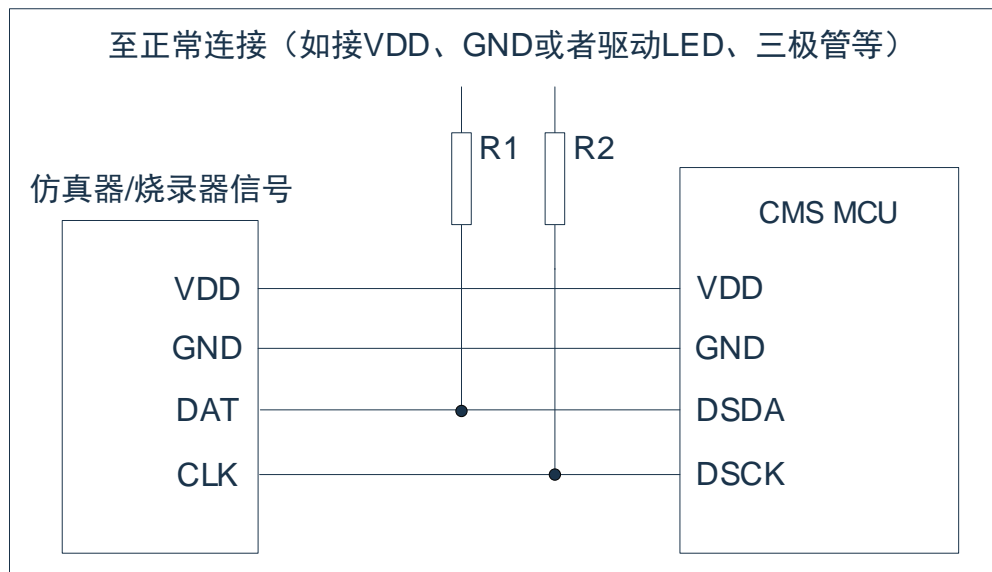 至正常连接（如接VDD、GND或者驱动LED、三极管等）
R1
R2
仿真器/烧录器信号
CMS MCU
VDD
VDD
GND
GND
DAT
DSDA
CLK
DSCK